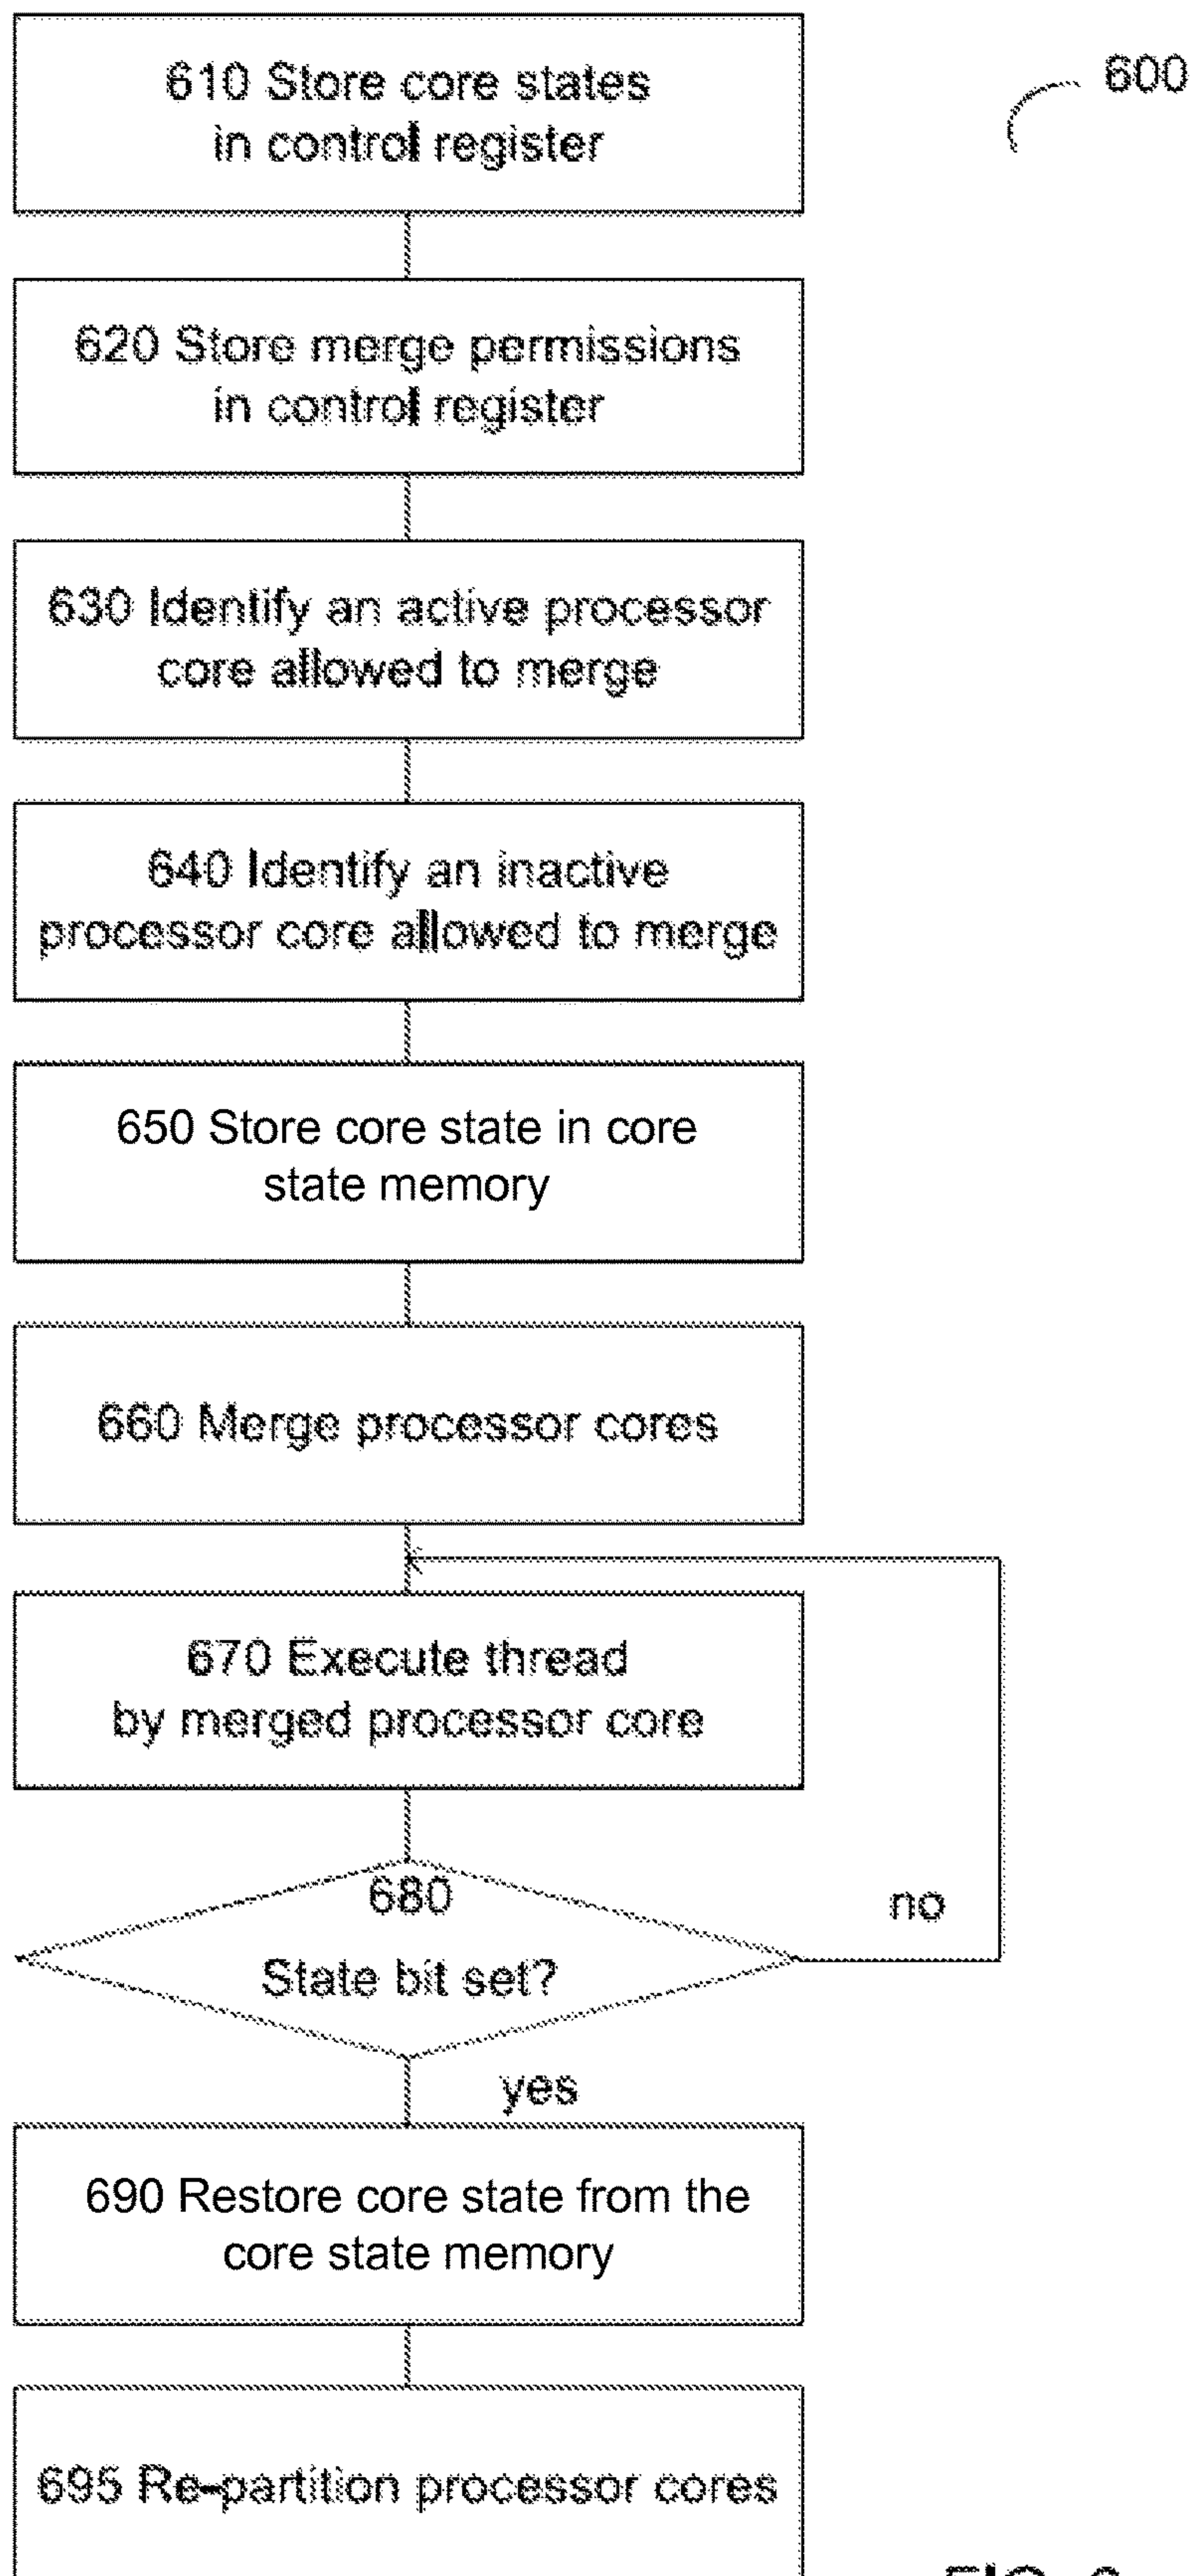 610 Store core states
in control register
600
620 Store merge permissions
in control register
630 Identify an active processor
core allowed to merge
640 Identify an inactive
processor core allowed to merge
650 Store core state in core
state memory
660 Merge processor cores
670 Execute thread
by merged processor core
680
State bit set?
no
yes
690 Restore core state from the
core state memory
695 Re-partition processor cores